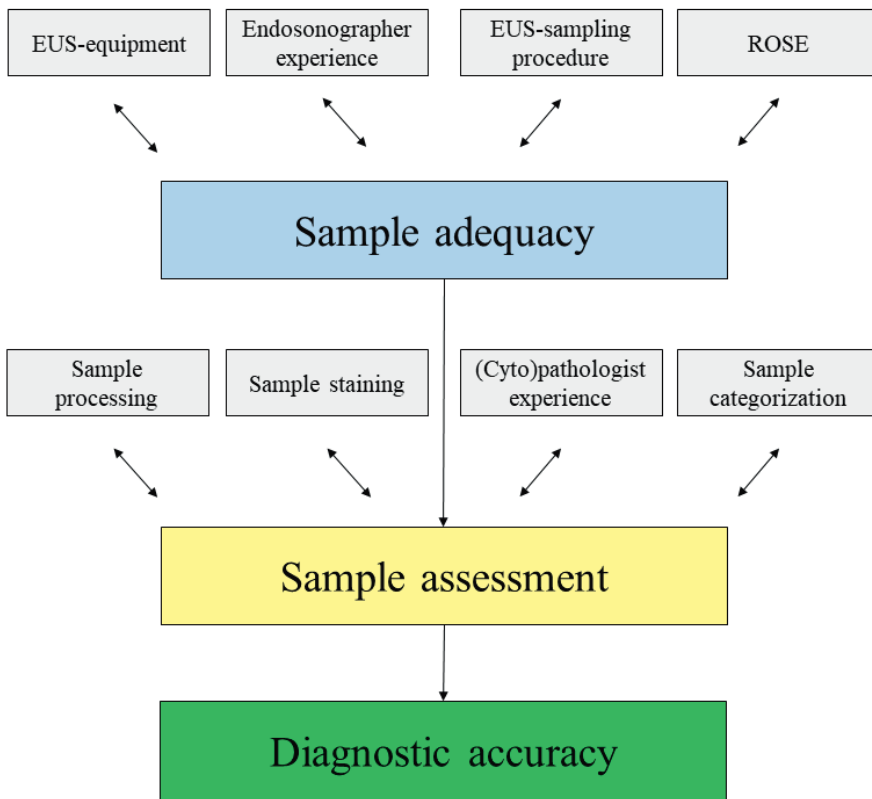 EUS-equipment
Endosonographer
experience
EUS-sampling
procedure
ROSE
Sample adequacy
Sample
processing
Sample staining
(Cyto)pathologist
experience
Sample
categorization
Sample assessment
Diagnostic accuracy